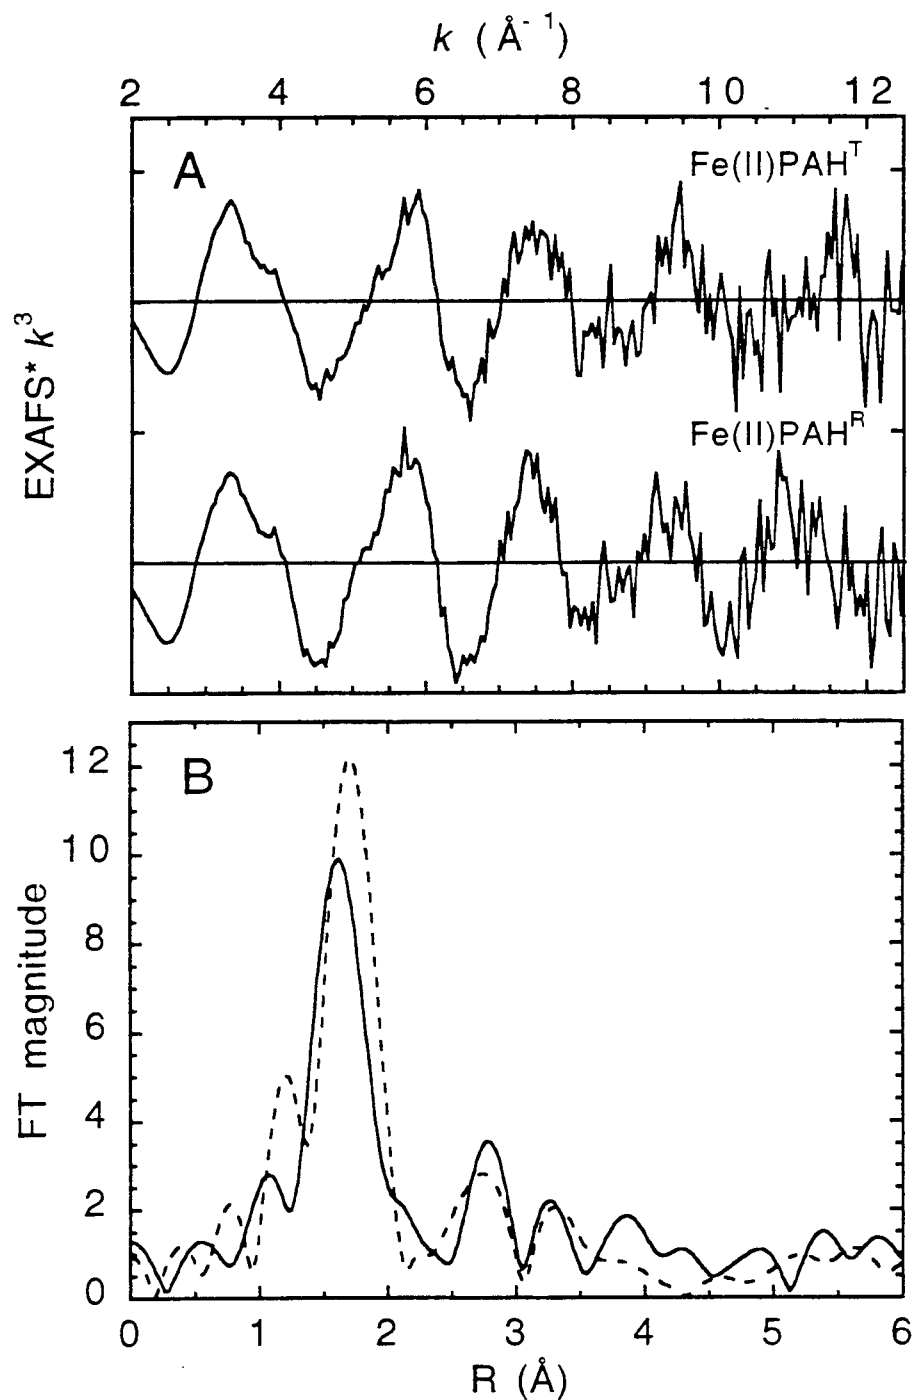 k (Å⁻¹)
2 4 6 8 10 12
A
Fe(II)PAHᵀ
EXAFS* k³
Fe(II)PAHᴿ
B
12
10
8
6
4
2
0
FT magnitude
0 1 2 3 4 5 6
R (Å)